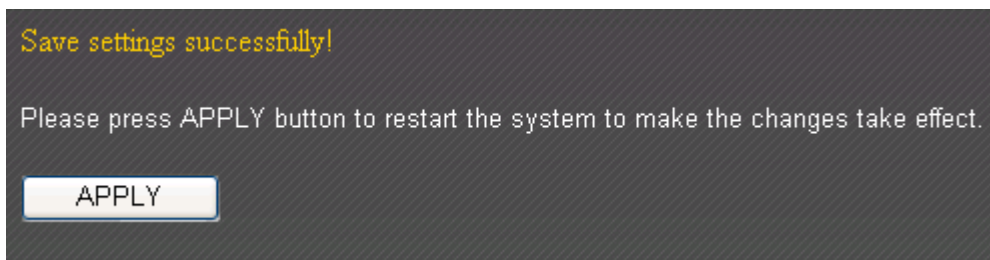 Save settings successfully!
Please press APPLY button to restart the system to make the changes take effect.
APPLY